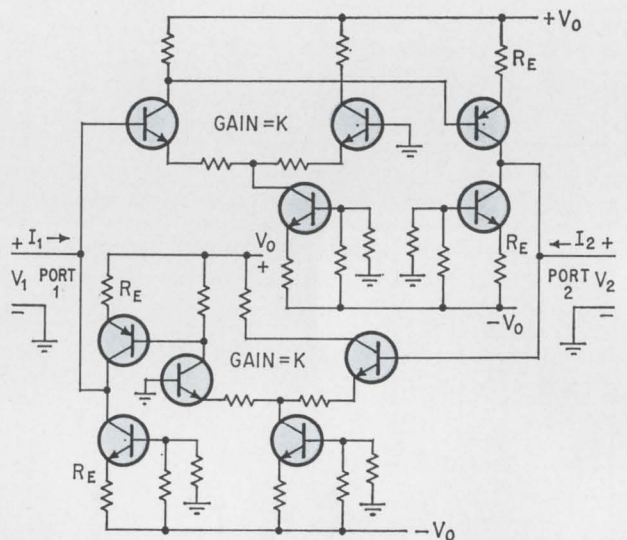 +V₀
R_E
GAIN=K
+ I₁ →
V₁ PORT 1
−
V₀
+
R_E
R_E
← I₂ +
PORT 2 V₂
−
−V₀
GAIN=K
R_E
−V₀